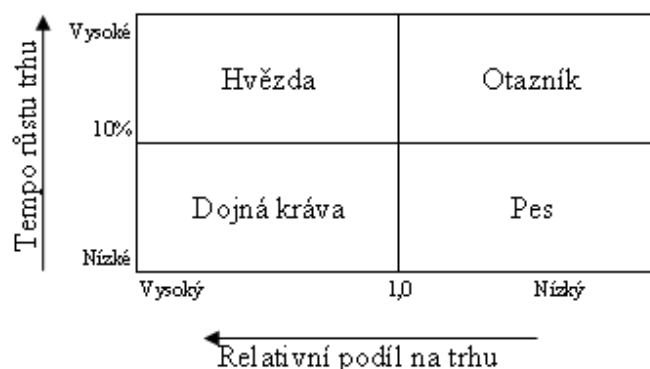 Tempo růstu trhu
Vysoké
Hvězda
Otazník
10%
Dojná kráva
Pes
Nízké
Vysoký
1,0
Nízký
Relativní podíl na trhu